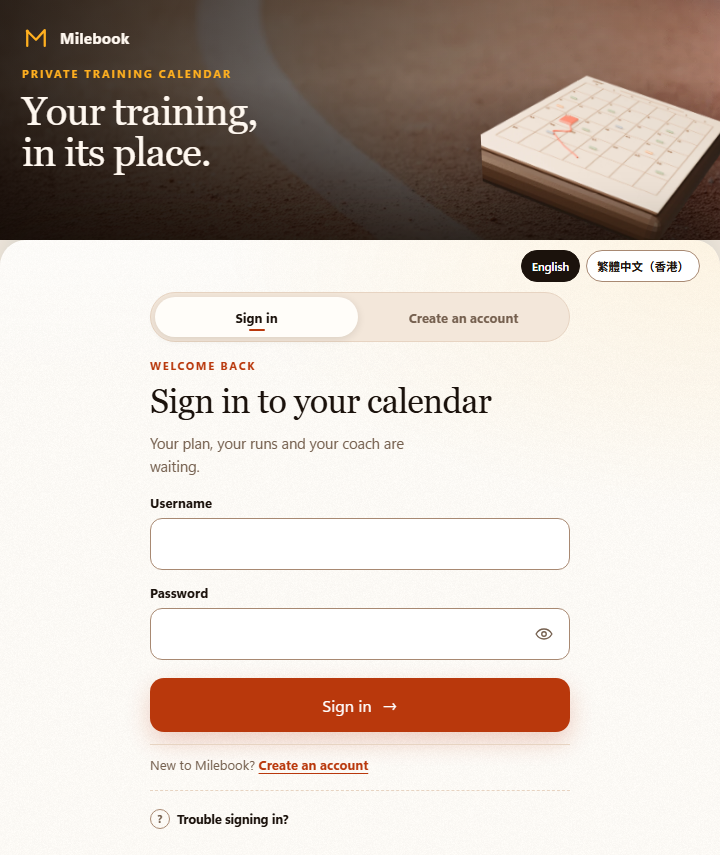 Milebook
PRIVATE TRAINING CALENDAR
Your training,
in its place.
English
繁體中文（香港）
Sign in
Create an account
WELCOME BACK
Sign in to your calendar
Your plan, your runs and your coach are
waiting.
Username
Password
Sign in →
New to Milebook? Create an account
? Trouble signing in?